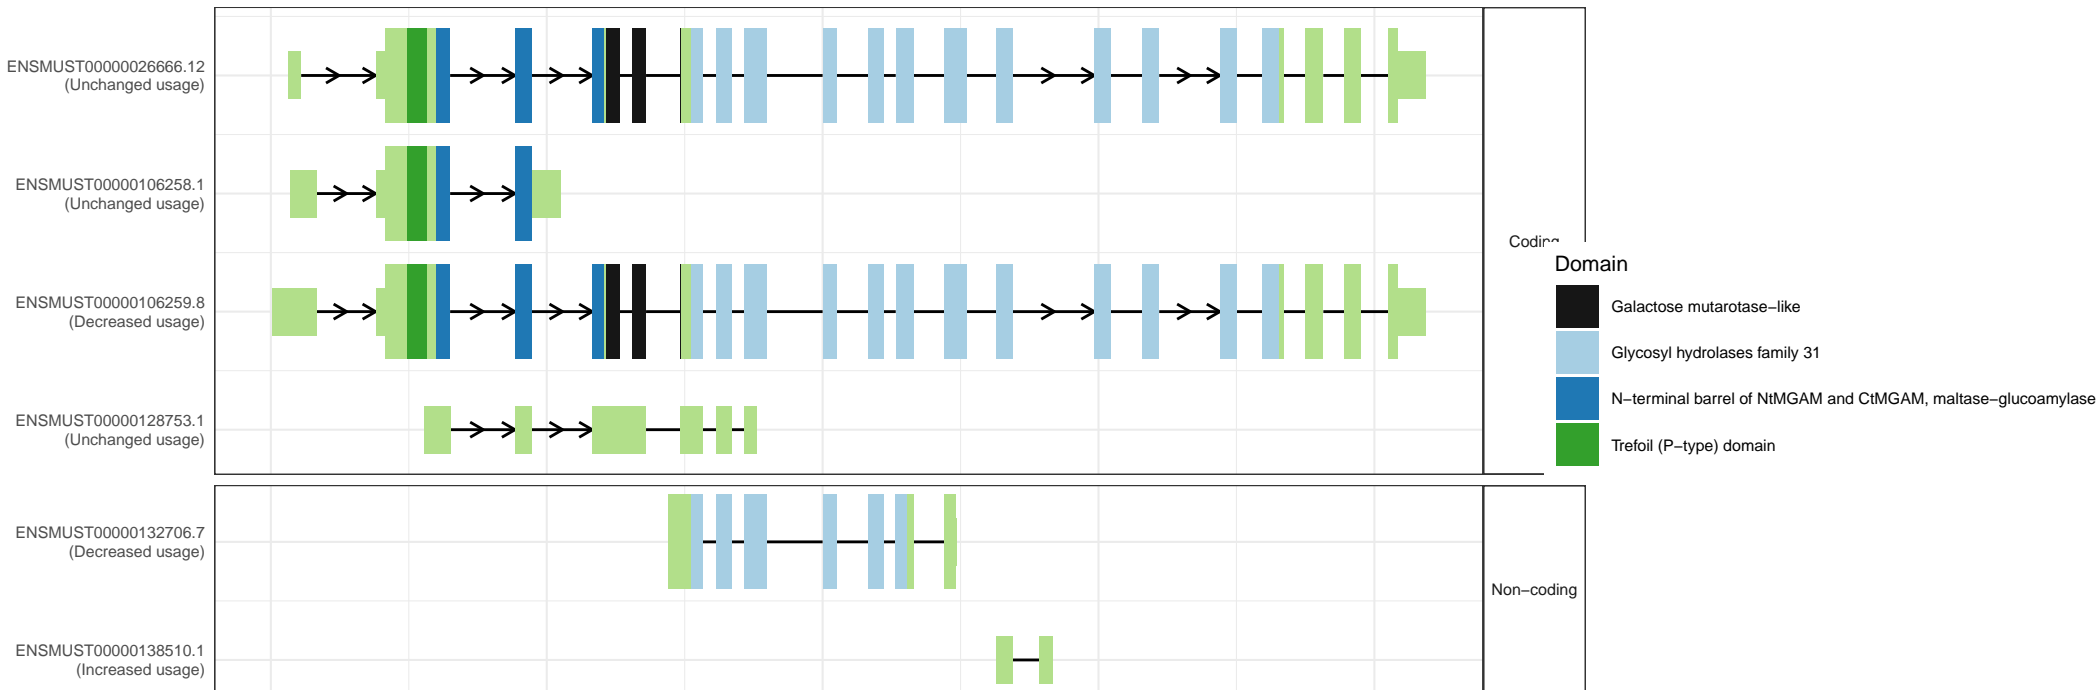 ENSMUST00000026666.12
(Unchanged usage)
ENSMUST00000106258.1
(Unchanged usage)
ENSMUST00000106259.8
(Decreased usage)
ENSMUST00000128753.1
(Unchanged usage)
ENSMUST00000132706.7
(Decreased usage)
ENSMUST00000138510.1
(Increased usage)
Coding
Non−coding
Domain
Galactose mutarotase−like
Glycosyl hydrolases family 31
N−terminal barrel of NtMGAM and CtMGAM, maltase−glucoamylase
Trefoil (P−type) domain